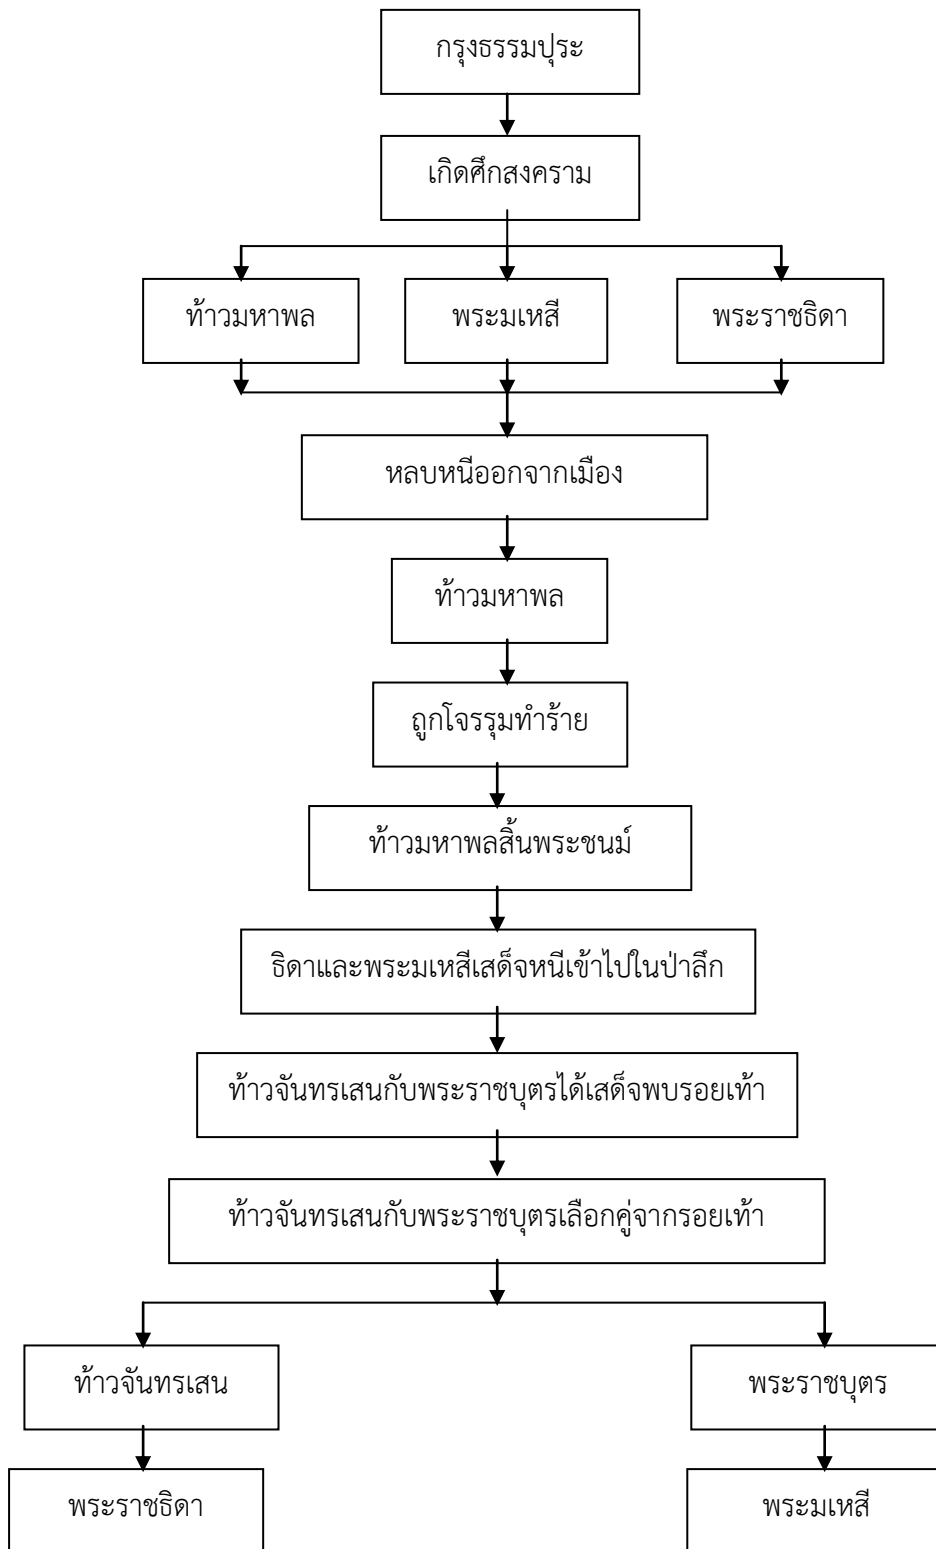 กรุงธรรมปุระ
เกิดศึกสงคราม
ท้าวมหาพล
พระมเหสี
พระราชธิดา
หลบหนีออกจากเมือง
ท้าวมหาพล
ถูกโจรรุมทำร้าย
ท้าวมหาพลสิ้นพระชนม์
ธิดาและพระมเหสีเสด็จหนีเข้าไปในป่าลึก
ท้าวจันทรเสนกับพระราชบุตรได้เสด็จพบรอยเท้า
ท้าวจันทรเสนกับพระราชบุตรเลือกคู่จากรอยเท้า
ท้าวจันทรเสน
พระราชบุตร
พระราชธิดา
พระมเหสี